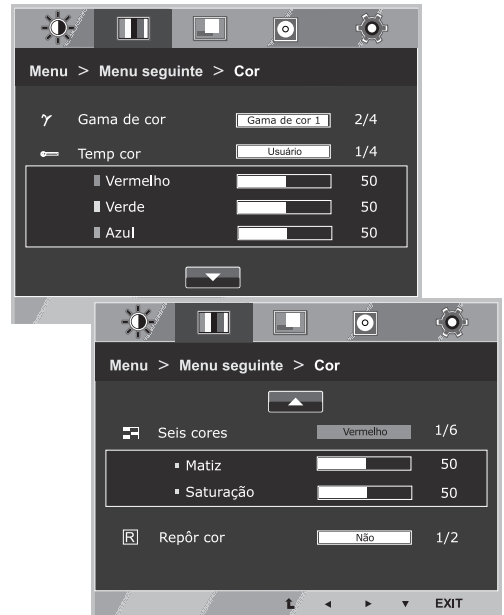 Menu > Menu seguinte > Cor
Gama de cor Gama de cor 1 2/4
Temp cor Usuário 1/4
Vermelho 50
Verde 50
Azul 50
Menu > Menu seguinte > Cor
Seis cores Vermelho 1/6
Matiz 50
Saturação 50
R Repôr cor Não 1/2
EXIT